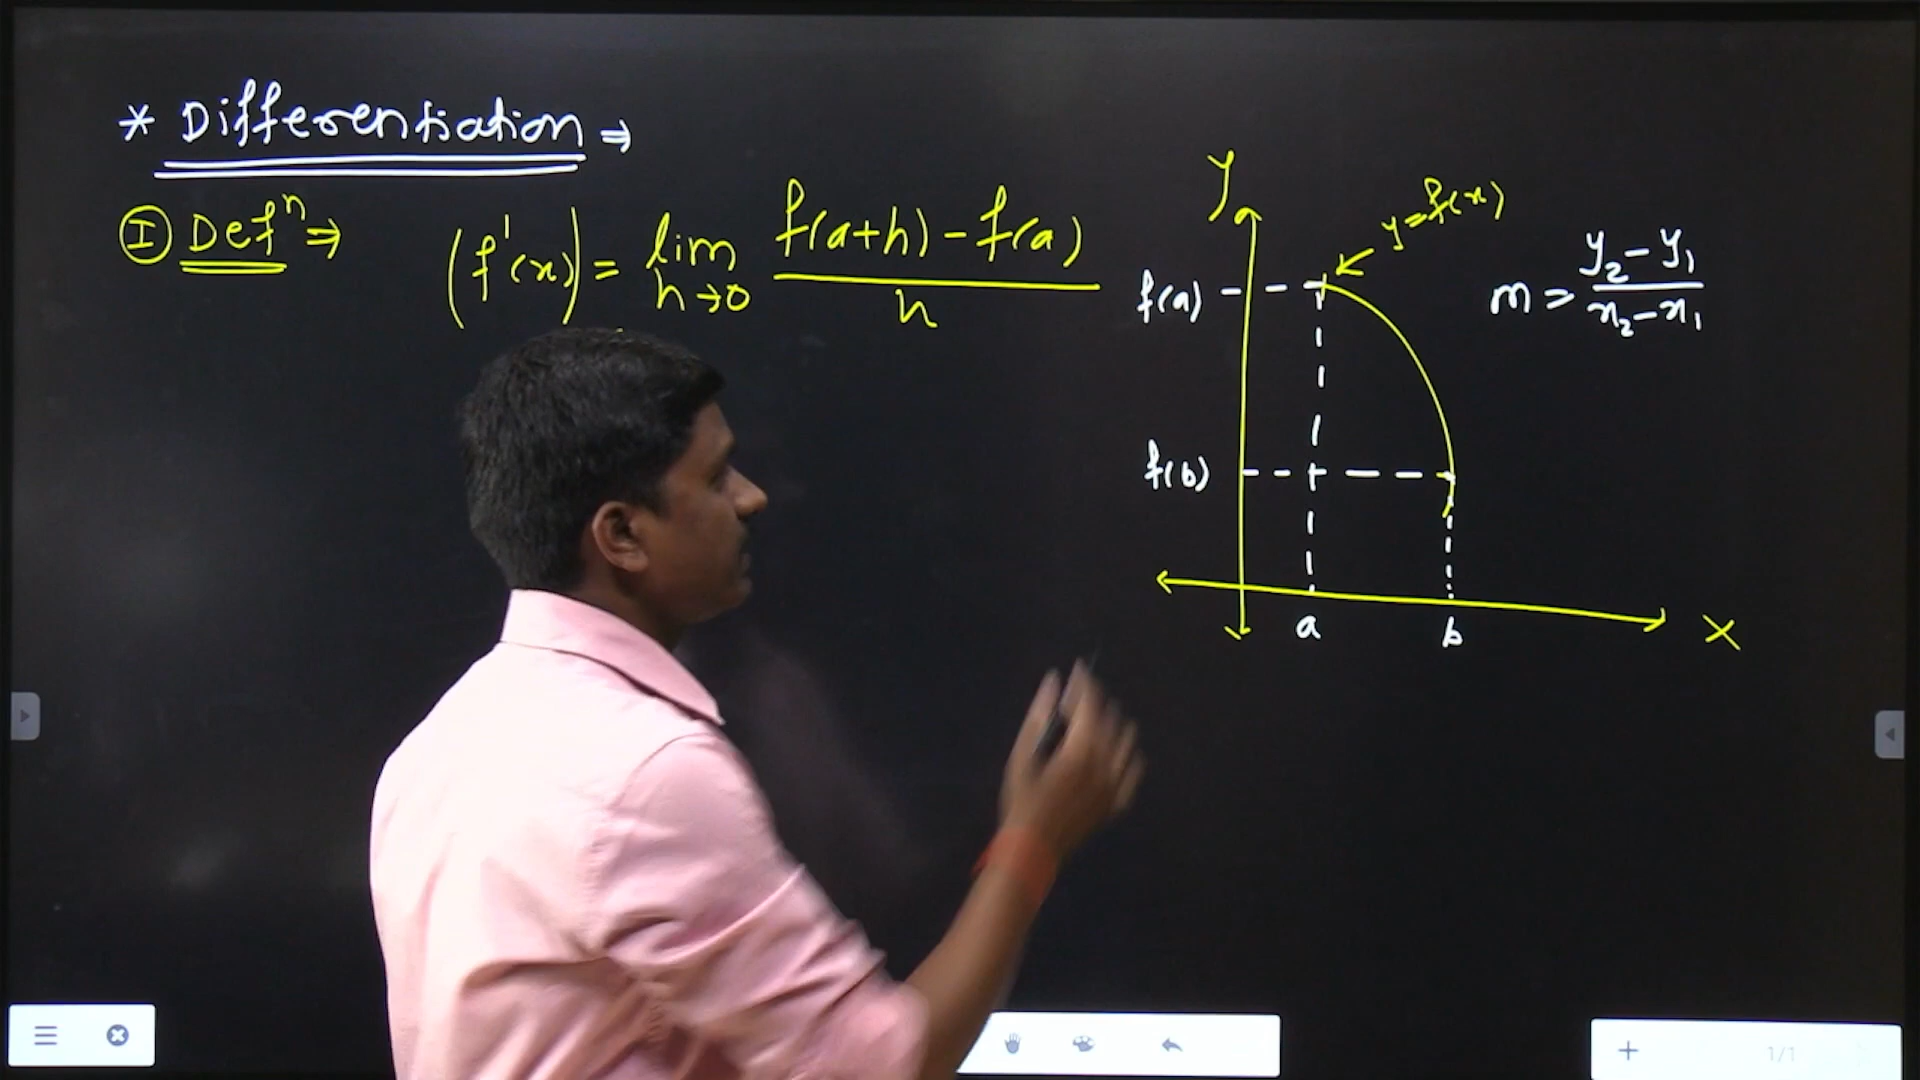 * Differentiation ⇒
① Defⁿ ⇒ (f'(x)) = lim h→0 f(a+h) - f(a) / h
y
y=f(x)
f(a)
m = y₂-y₁ / x₂-x₁
f(b)
a b
x
1/1